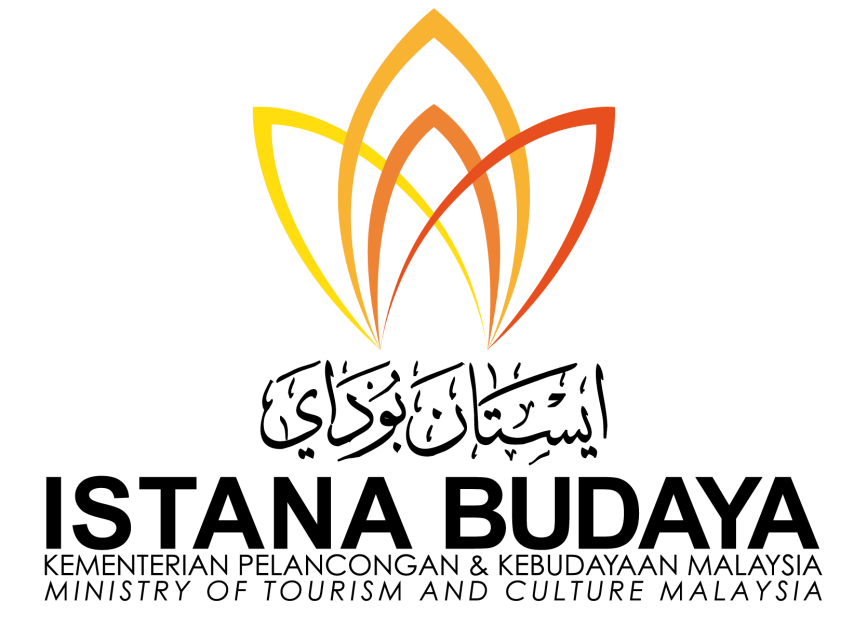 ايستان بوداي
ISTANA BUDAYA
KEMENTERIAN PELANCONGAN & KEBUDAYAAN MALAYSIA
MINISTRY OF TOURISM AND CULTURE MALAYSIA